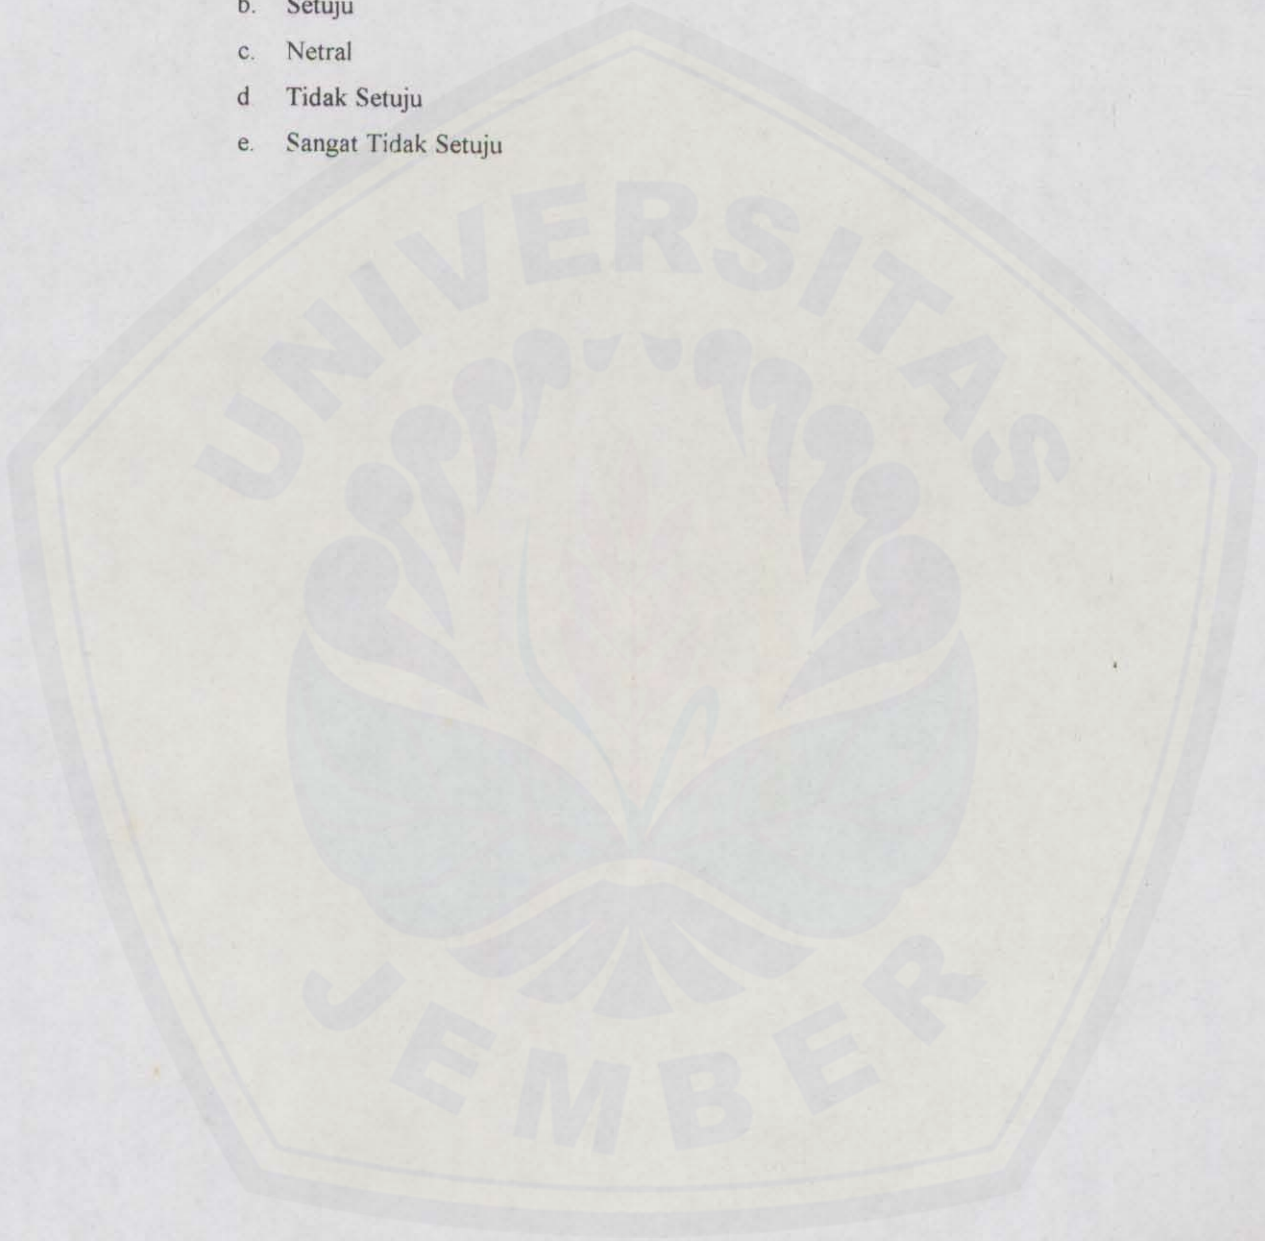 b. Setuju
c. Netral
d Tidak Setuju
e. Sangat Tidak Setuju
UNIVERSITAS
JEMBER